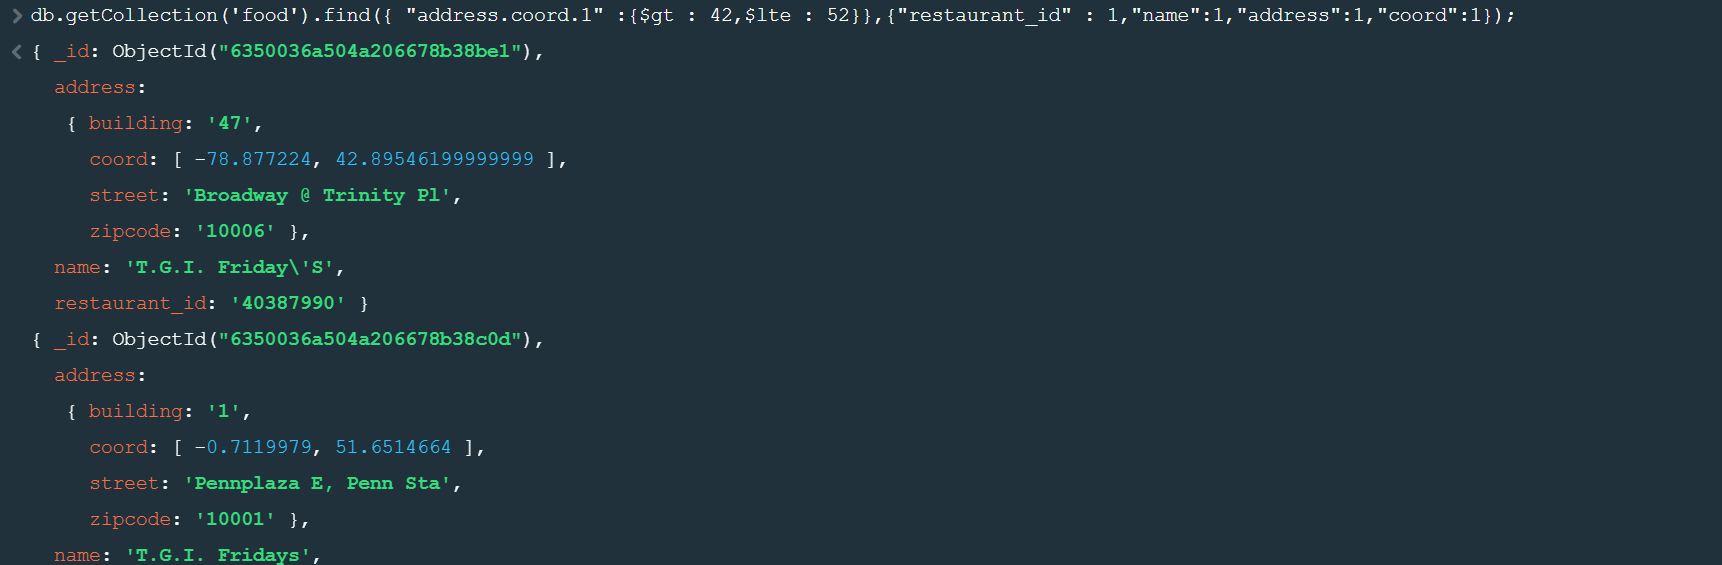 > db.getCollection('food').find({ "address.coord.1" :{$gt : 42,$lte : 52}},{"restaurant_id" : 1,"name":1,"address":1,"coord":1});
< { _id: ObjectId("6350036a504a206678b38be1"),
address:
{ building: '47',
coord: [ -78.877224, 42.89546199999999 ],
street: 'Broadway @ Trinity Pl',
zipcode: '10006' },
name: 'T.G.I. Friday\'S',
restaurant_id: '40387990' }
{ _id: ObjectId("6350036a504a206678b38c0d"),
address:
{ building: '1',
coord: [ -0.7119979, 51.6514664 ],
street: 'Pennplaza E, Penn Sta',
zipcode: '10001' },
name: 'T.G.I. Fridays',